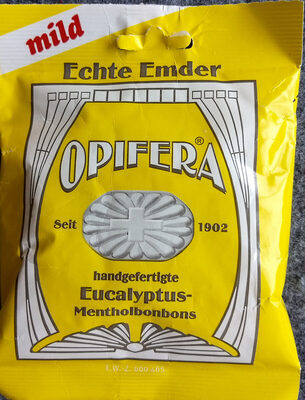 mild
Echte Emder
OPIFERA®
Seit 1902
handgefertigte
Eucalyptus-
Mentholbonbons